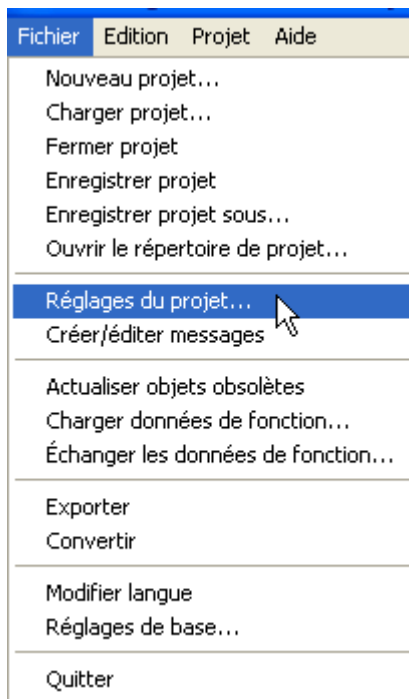 Fichier Edition Projet Aide
Nouveau projet...
Charger projet...
Fermer projet
Enregistrer projet
Enregistrer projet sous...
Ouvrir le répertoire de projet...
Réglages du projet...
Créer/éditer messages
Actualiser objets obsolètes
Charger données de fonction...
Échanger les données de fonction...
Exporter
Convertir
Modifier langue
Réglages de base...
Quitter